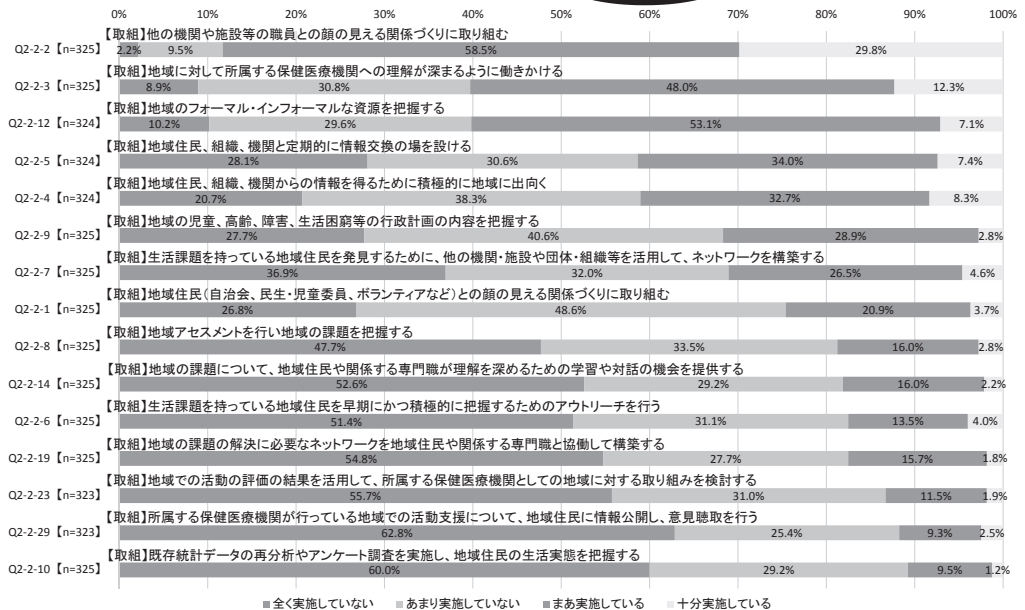 0% 10% 20% 30% 40% 50% 60% 70% 80% 90% 100%
【取組】他の機関や施設等の職員との顔の見える関係づくりに取り組む
Q2-2-2 【n=325】 2.2% 9.5% 58.5% 29.8%
【取組】地域に対して所属する保健医療機関への理解が深まるように働きかける
Q2-2-3 【n=325】 8.9% 30.8% 48.0% 12.3%
【取組】地域のフォーマル・インフォーマルな資源を把握する
Q2-2-12 【n=324】 10.2% 29.6% 53.1% 7.1%
【取組】地域住民、組織、機関と定期的に情報交換の場を設ける
Q2-2-5 【n=324】 28.1% 30.6% 34.0% 7.4%
【取組】地域住民、組織、機関からの情報を得るために積極的に地域に出向く
Q2-2-4 【n=324】 20.7% 38.3% 32.7% 8.3%
【取組】地域の児童、高齢、障害、生活困窮等の行政計画の内容を把握する
Q2-2-9 【n=325】 27.7% 40.6% 28.9% 2.8%
【取組】生活課題を持っている地域住民を発見するために、他の機関・施設や団体・組織等を活用して、ネットワークを構築する
Q2-2-7 【n=325】 36.9% 32.0% 26.5% 4.6%
【取組】地域住民（自治会、民生・児童委員、ボランティアなど）との顔の見える関係づくりに取り組む
Q2-2-1 【n=325】 26.8% 48.6% 20.9% 3.7%
【取組】地域アセスメントを行い地域の課題を把握する
Q2-2-8 【n=325】 47.7% 33.5% 16.0% 2.8%
【取組】地域の課題について、地域住民や関係する専門職が理解を深めるための学習や対話の機会を提供する
Q2-2-14 【n=325】 52.6% 29.2% 16.0% 2.2%
【取組】生活課題を持っている地域住民を早期にかつ積極的に把握するためのアウトリーチを行う
Q2-2-6 【n=325】 51.4% 31.1% 13.5% 4.0%
【取組】地域の課題の解決に必要なネットワークを地域住民や関係する専門職と協働して構築する
Q2-2-19 【n=325】 54.8% 27.7% 15.7% 1.8%
【取組】地域での活動の評価の結果を活用して、所属する保健医療機関としての地域に対する取り組みを検討する
Q2-2-23 【n=323】 55.7% 31.0% 11.5% 1.9%
【取組】所属する保健医療機関が行っている地域での活動支援について、地域住民に情報公開し、意見聴取を行う
Q2-2-29 【n=323】 62.8% 25.4% 9.3% 2.5%
【取組】既存統計データの再分析やアンケート調査を実施し、地域住民の生活実態を把握する
Q2-2-10 【n=325】 60.0% 29.2% 9.5% 1.2%
■全く実施していない ■あまり実施していない ■まあ実施している ■十分実施している